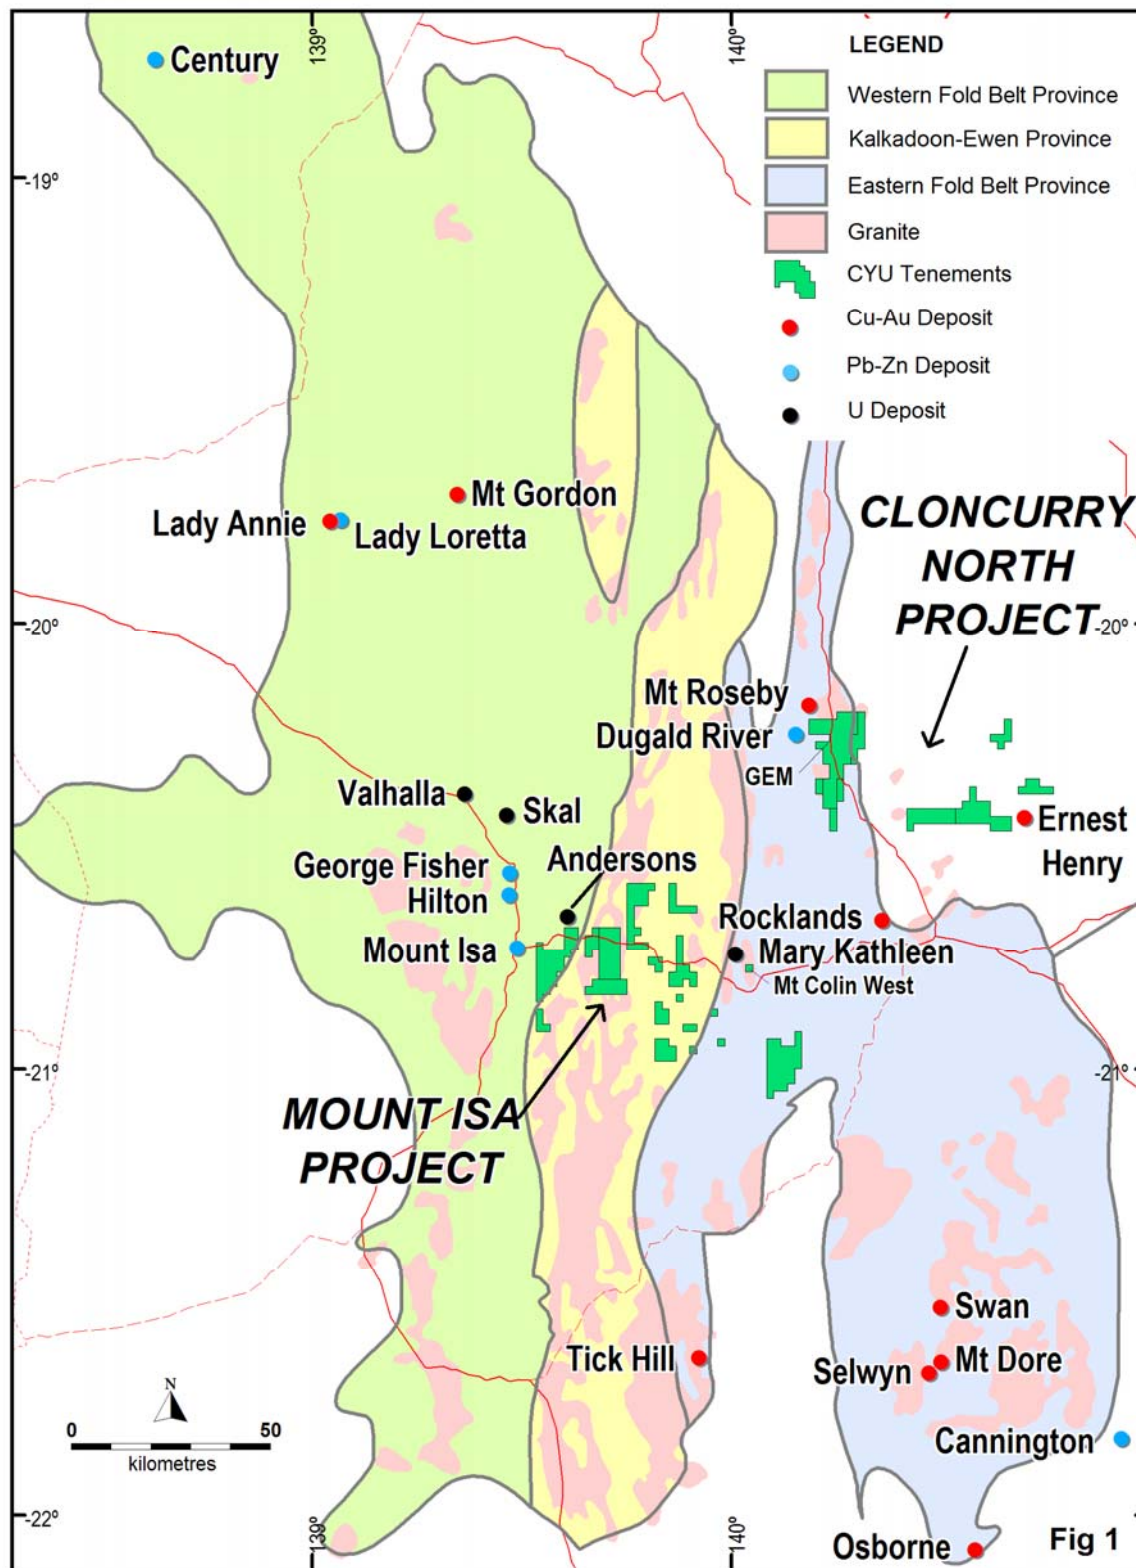 139°
140°
LEGEND
Western Fold Belt Province
Kalkadoon-Ewen Province
Eastern Fold Belt Province
Granite
CYU Tenements
Cu-Au Deposit
Pb-Zn Deposit
U Deposit
Century
-19°
Mt Gordon
Lady Annie
Lady Loretta
CLONCURRY
NORTH
PROJECT
-20°
-20°
Mt Roseby
Dugald River
GEM
Valhalla
Skal
Ernest
Henry
George Fisher
Andersons
Hilton
Rocklands
Mount Isa
Mary Kathleen
Mt Colin West
-21°
-21°
MOUNT ISA
PROJECT
Swan
Tick Hill
Mt Dore
Selwyn
N
0
50
kilometres
Cannington
-22°
Osborne
Fig 1
139°
140°